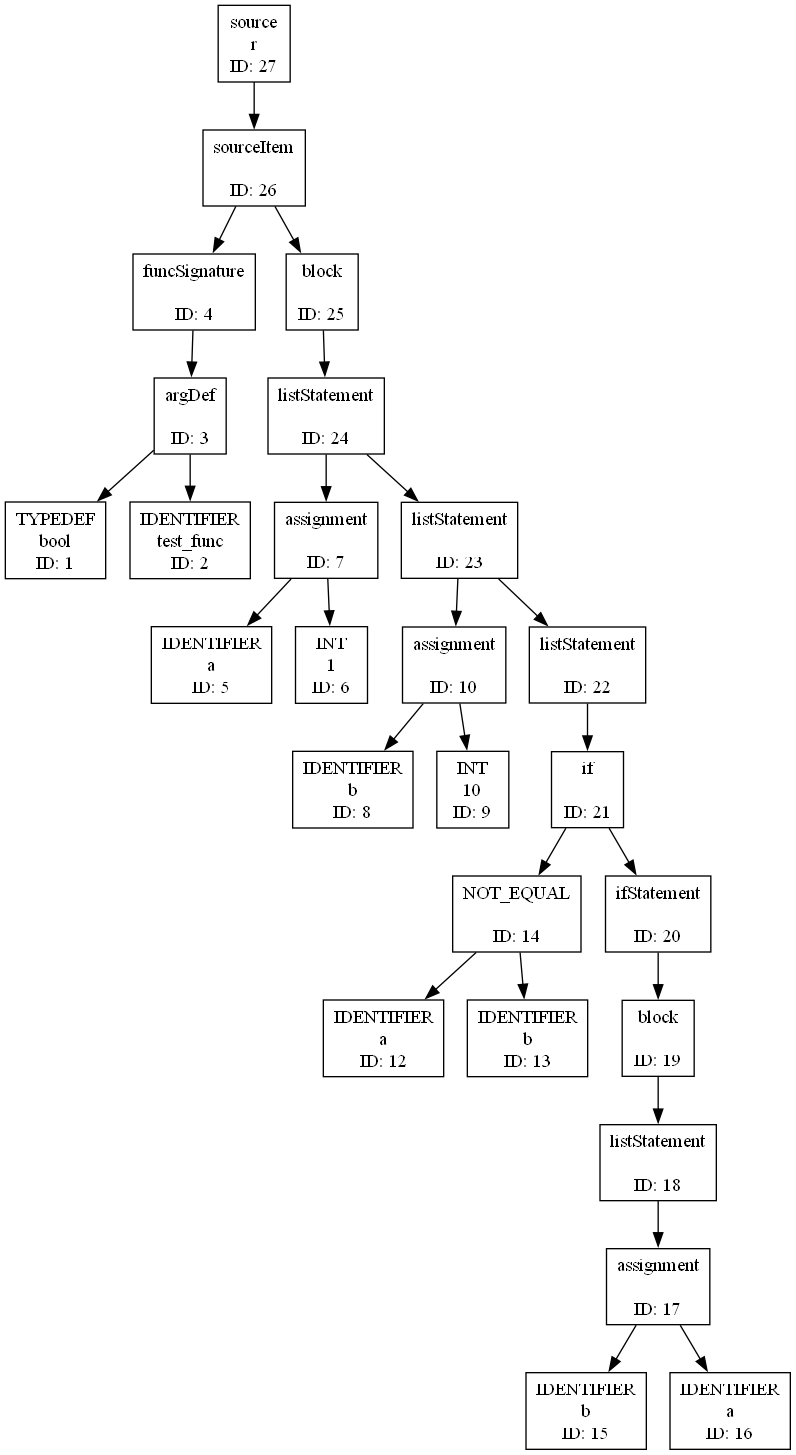 source
r
ID: 27
sourceItem
ID: 26
funcSignature
ID: 4
block
ID: 25
argDef
ID: 3
listStatement
ID: 24
TYPEDEF
bool
ID: 1
IDENTIFIER
test_func
ID: 2
assignment
ID: 7
listStatement
ID: 23
IDENTIFIER
a
ID: 5
INT
1
ID: 6
assignment
ID: 10
listStatement
ID: 22
IDENTIFIER
b
ID: 8
INT
10
ID: 9
if
ID: 21
NOT_EQUAL
ID: 14
ifStatement
ID: 20
IDENTIFIER
a
ID: 12
IDENTIFIER
b
ID: 13
block
ID: 19
listStatement
ID: 18
assignment
ID: 17
IDENTIFIER
b
ID: 15
IDENTIFIER
a
ID: 16